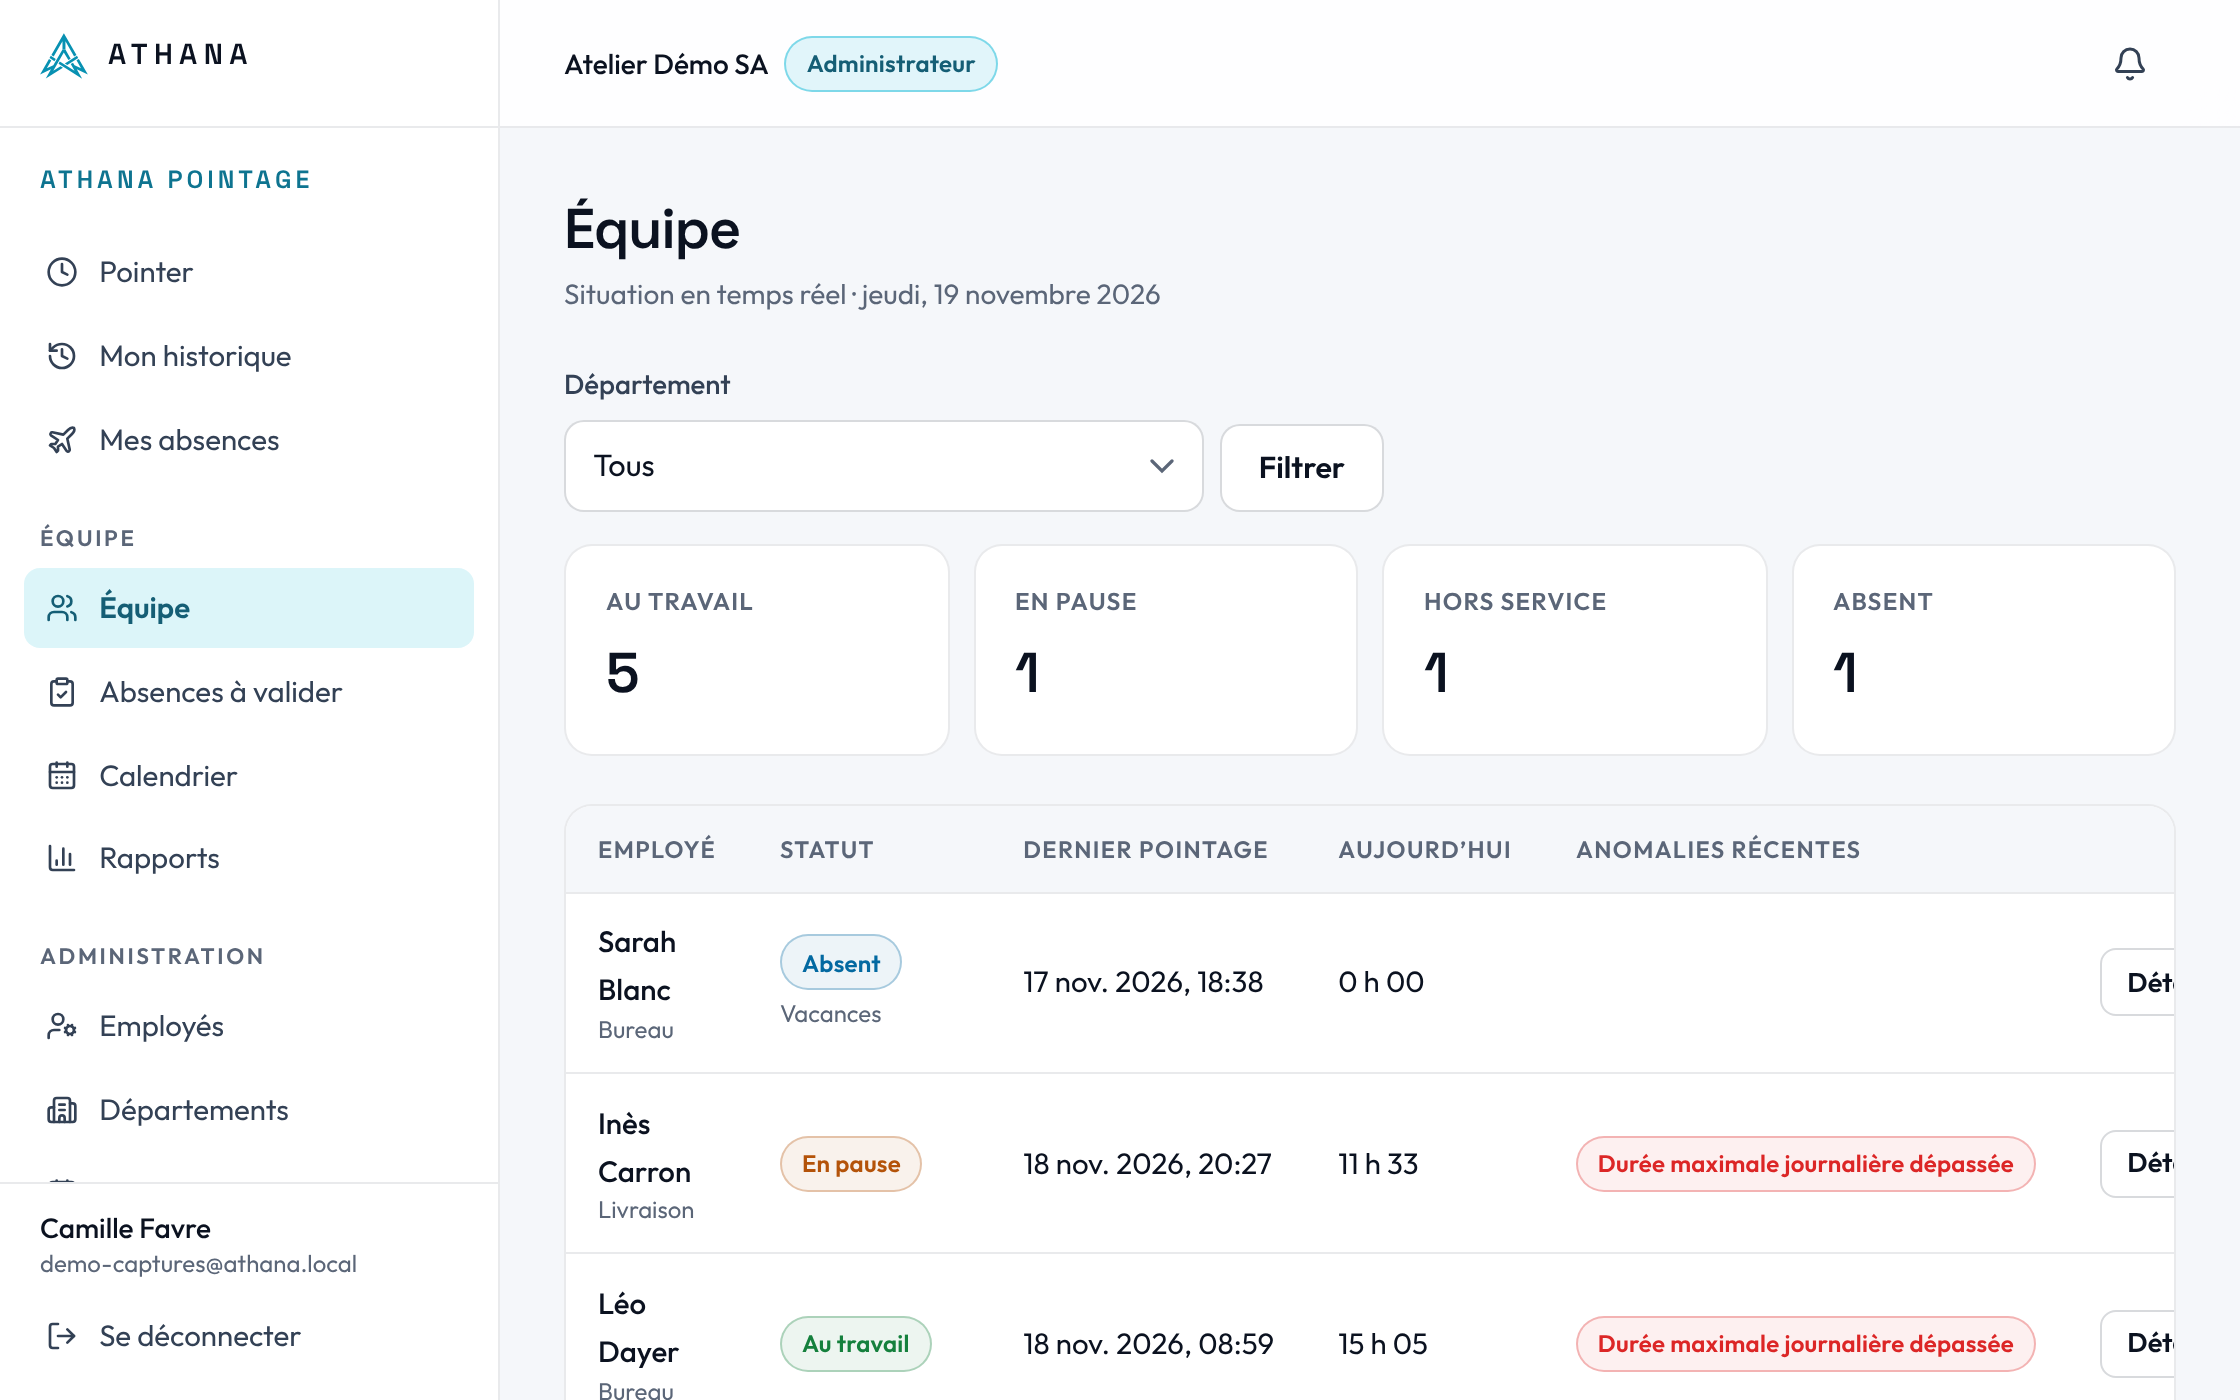 ATHANA
Atelier Démo SA
Administrateur
ATHANA POINTAGE
Pointer
Mon historique
Mes absences
ÉQUIPE
Équipe
Absences à valider
Calendrier
Rapports
ADMINISTRATION
Employés
Départements
Camille Favre
demo-captures@athana.local
Se déconnecter
Équipe
Situation en temps réel · jeudi, 19 novembre 2026
Département
Tous
Filtrer
AU TRAVAIL
5
EN PAUSE
1
HORS SERVICE
1
ABSENT
1
EMPLOYÉ STATUT DERNIER POINTAGE AUJOURD’HUI ANOMALIES RÉCENTES
Sarah
Blanc
Bureau
Absent
Vacances
17 nov. 2026, 18:38
0 h 00
Inès
Carron
Livraison
En pause
18 nov. 2026, 20:27
11 h 33
Durée maximale journalière dépassée
Léo
Dayer
Bureau
Au travail
18 nov. 2026, 08:59
15 h 05
Durée maximale journalière dépassée